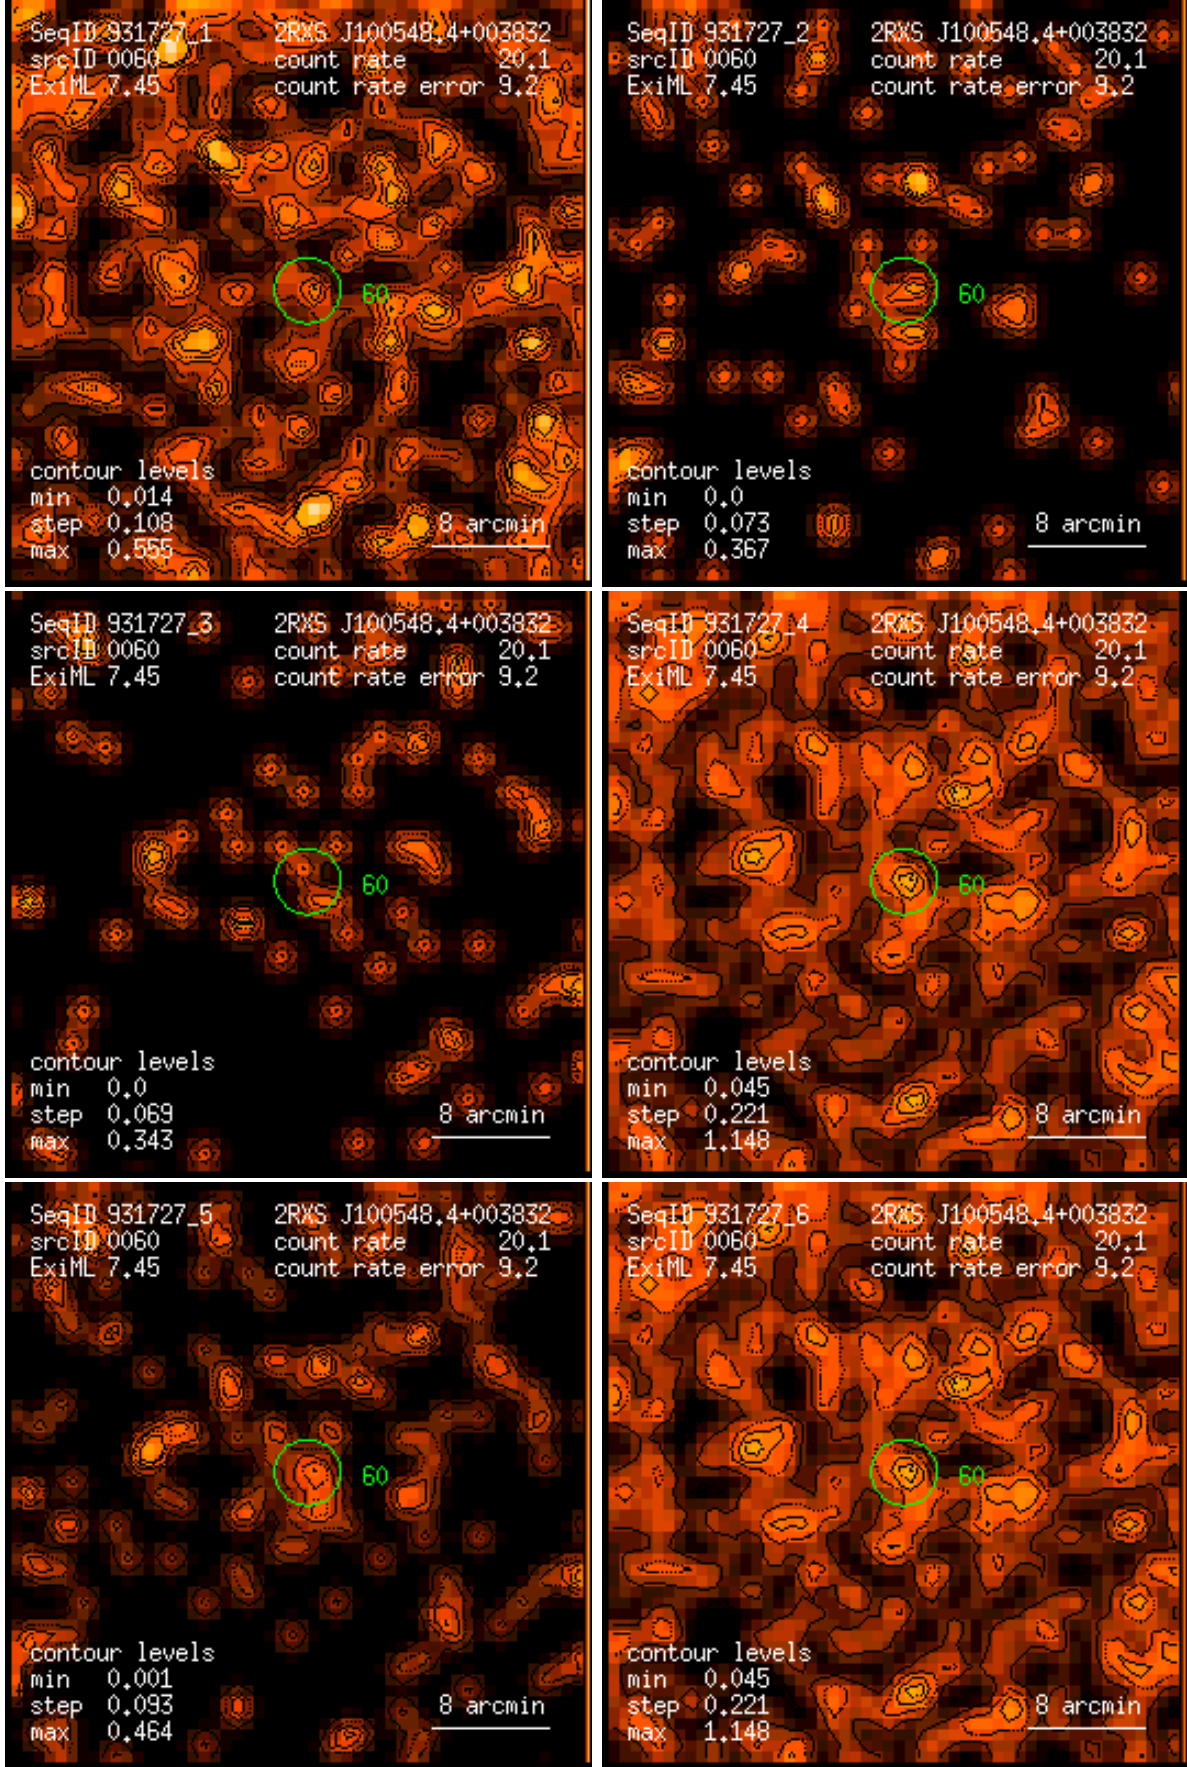 SeqID 931727_1 2RXS J100548.4+003832
srcID 0060 count rate 20.1
ExiML 7.45 count rate error 9.2
60
contour levels
min 0.014
step 0.108
max 0.555
8 arcmin
SeqID 931727_2 2RXS J100548.4+003832
srcID 0060 count rate 20.1
ExiML 7.45 count rate error 9.2
60
contour levels
min 0.0
step 0.073
max 0.367
8 arcmin
SeqID 931727_3 2RXS J100548.4+003832
srcID 0060 count rate 20.1
ExiML 7.45 count rate error 9.2
60
contour levels
min 0.0
step 0.069
max 0.343
8 arcmin
SeqID 931727_4 2RXS J100548.4+003832
srcID 0060 count rate 20.1
ExiML 7.45 count rate error 9.2
60
contour levels
min 0.045
step 0.221
max 1.148
8 arcmin
SeqID 931727_5 2RXS J100548.4+003832
srcID 0060 count rate 20.1
ExiML 7.45 count rate error 9.2
60
contour levels
min 0.001
step 0.093
max 0.464
8 arcmin
SeqID 931727_6 2RXS J100548.4+003832
srcID 0060 count rate 20.1
ExiML 7.45 count rate error 9.2
60
contour levels
min 0.045
step 0.221
max 1.148
8 arcmin